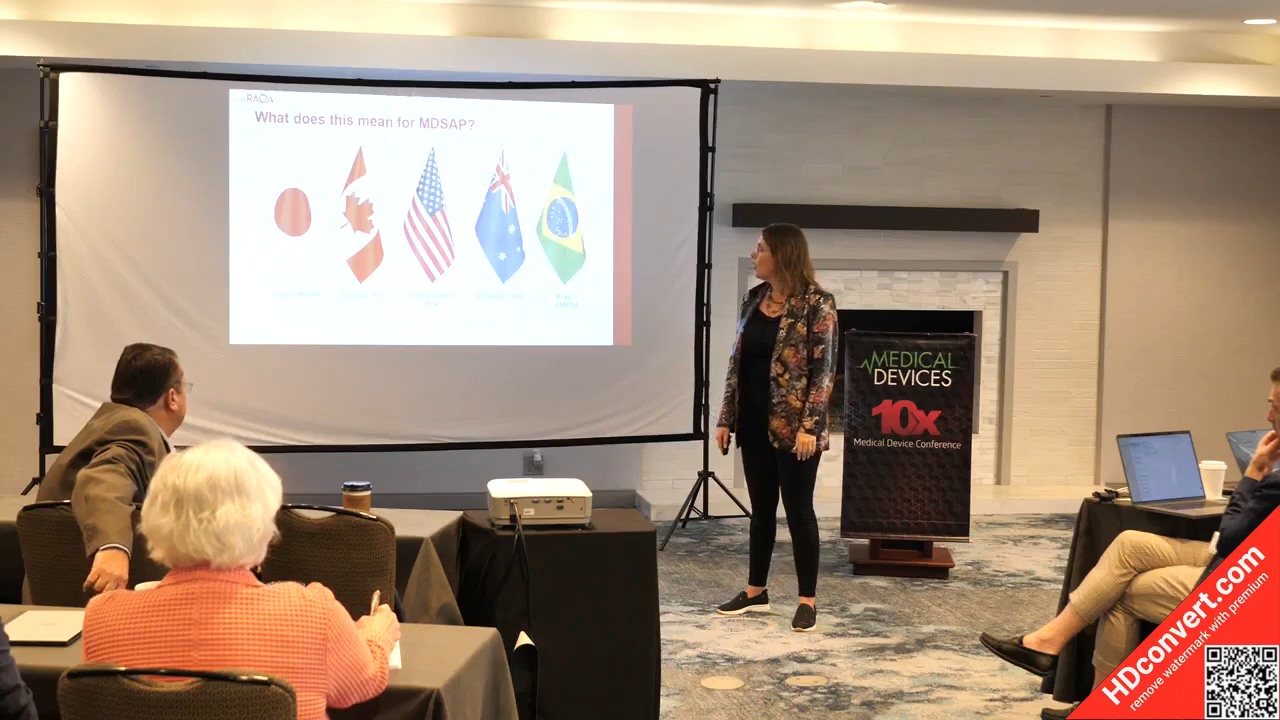 RAQA
What does this mean for MDSAP?
MEDICAL
DEVICES
10x
Medical Device Conference
HDconvert.com
remove watermark with premium